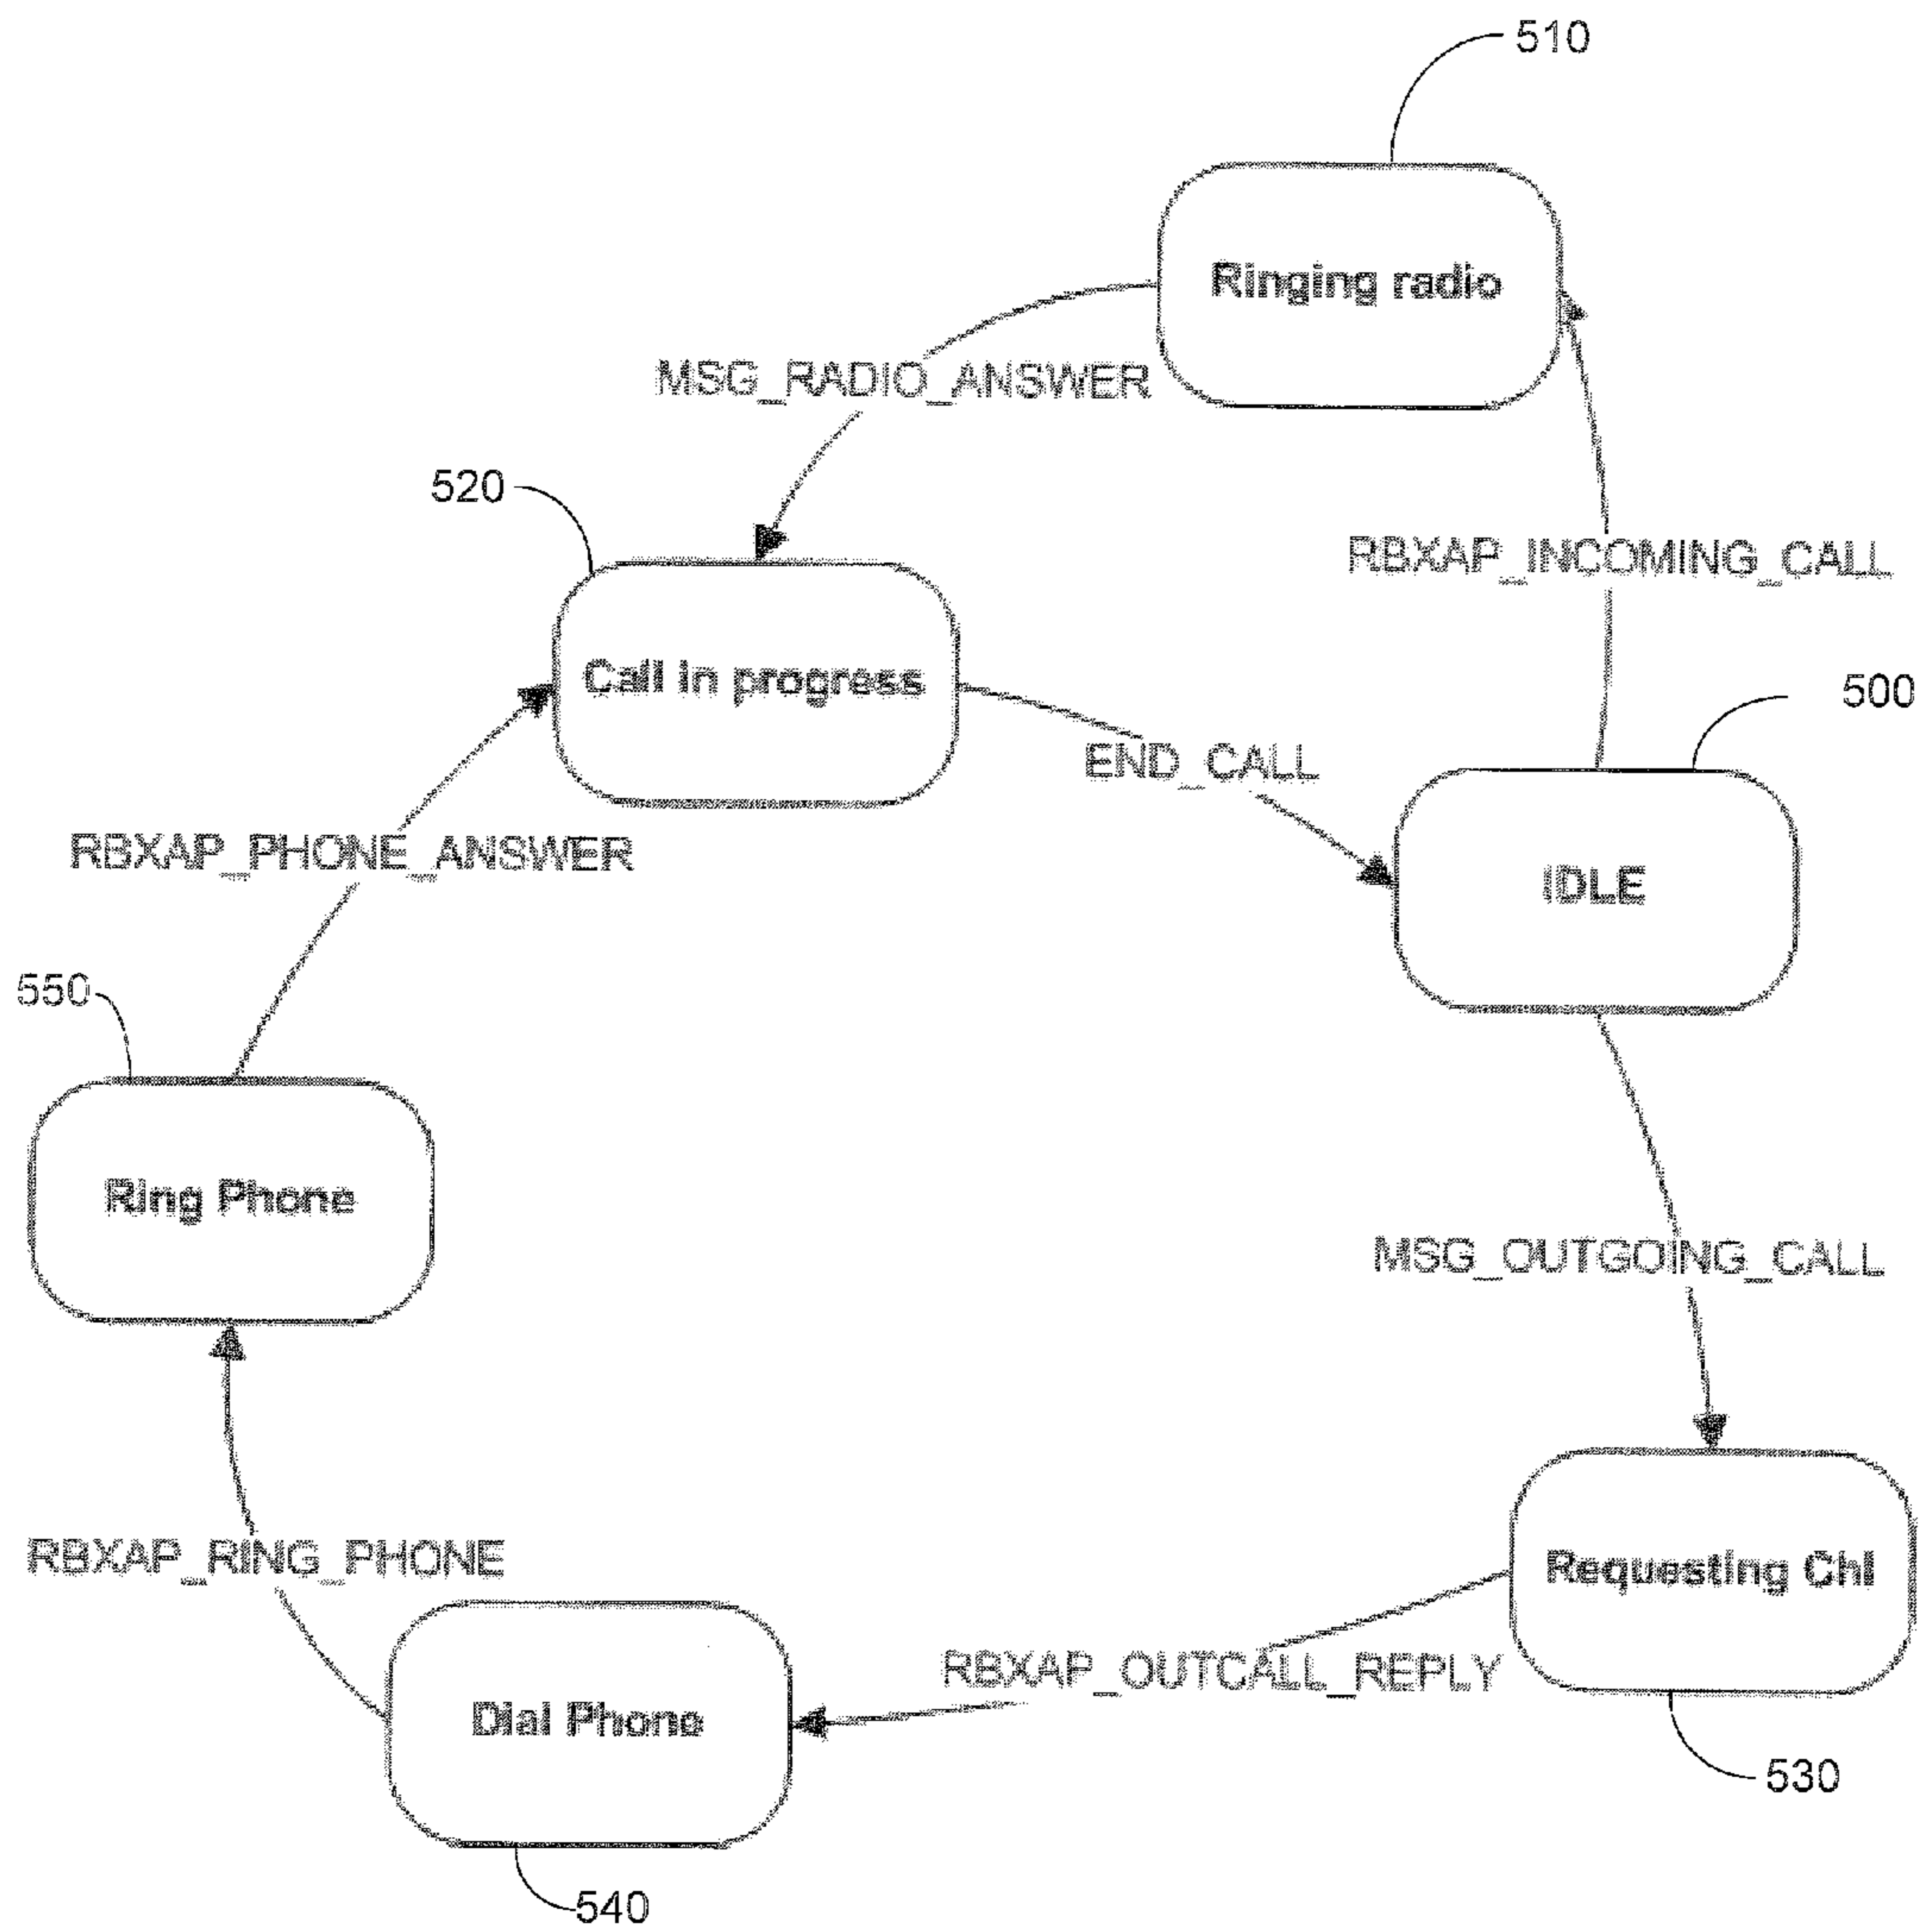 510
Ringing radio
MSG_RADIO_ANSWER
520
RBXAP_INCOMING_CALL
Call in progress
500
END_CALL
RBXAP_PHONE_ANSWER
IDLE
550
Ring Phone
MSG_OUTGOING_CALL
RBXAP_RING_PHONE
Requesting Chl
RBXAP_OUTCALL_REPLY
Dial Phone
530
540